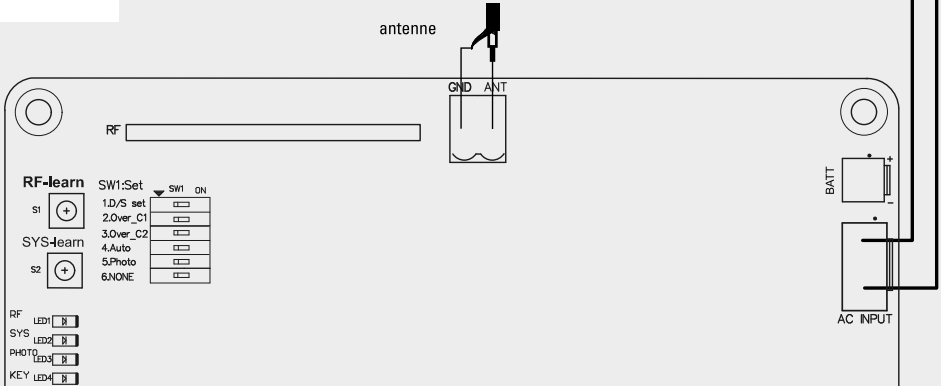 antenne
GND ANT
RF
RF-learn
S1
SYS-learn
S2
SW1:Set
SW1 ON
1.D/S set
2.Over_C1
3.Over_C2
4.Auto
5.Photo
6.NONE
BATT
+
-
AC INPUT
RF LED1
SYS LED2
PHOTO LED3
KEY LED4